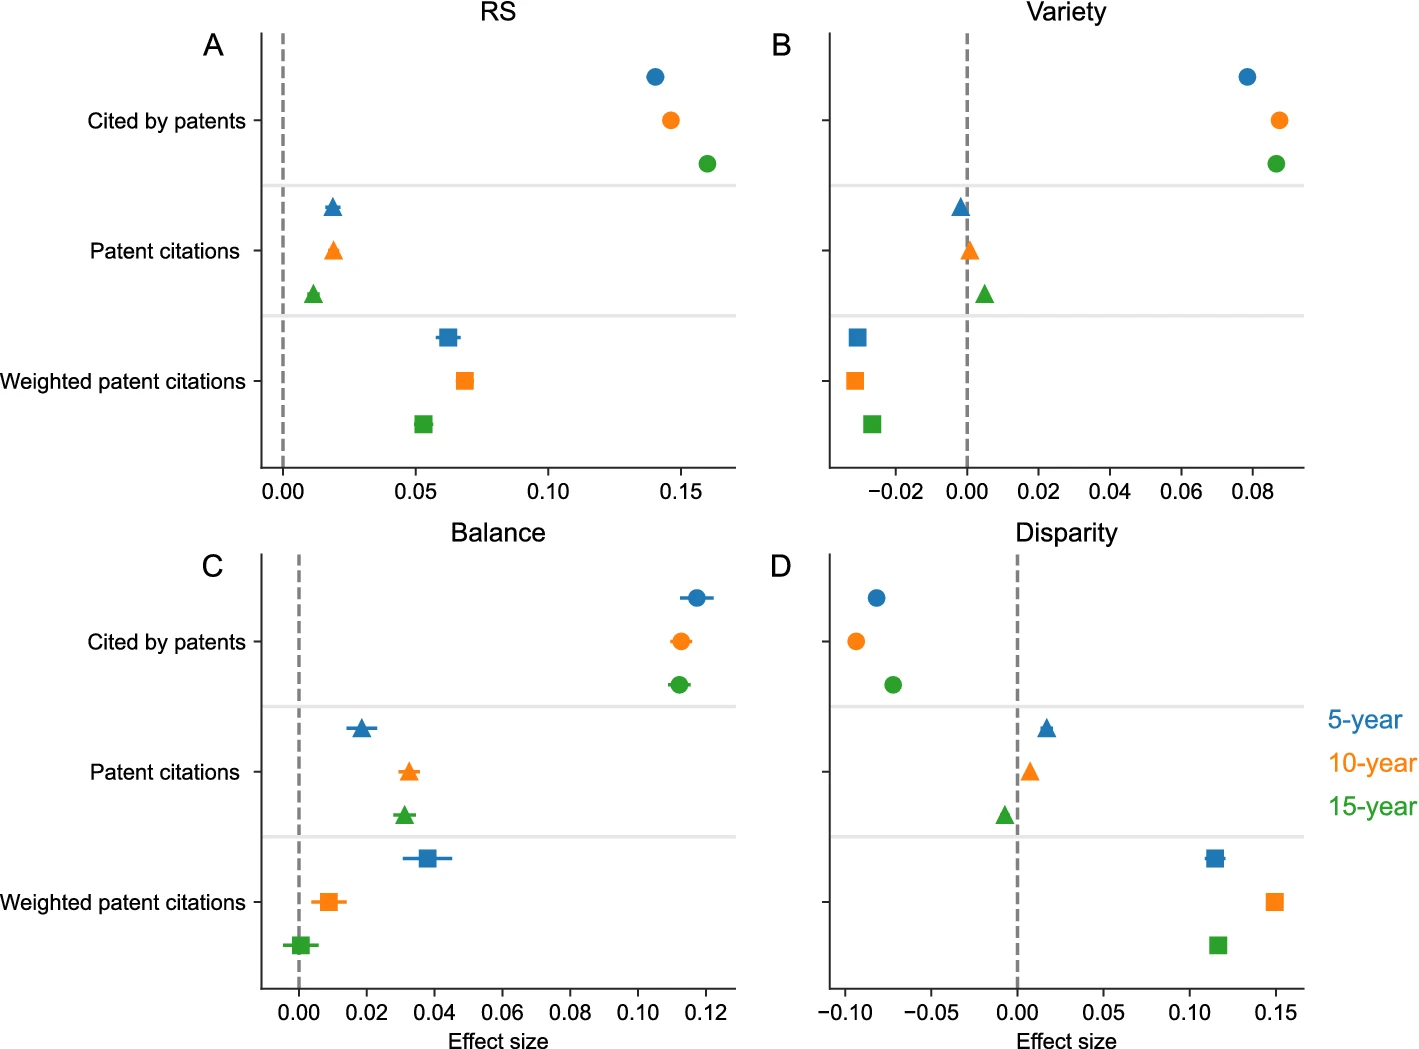 RS
Variety
A
B
Cited by patents
Patent citations
Weighted patent citations
0.00 0.05 0.10 0.15
−0.02 0.00 0.02 0.04 0.06 0.08
Balance
Disparity
C
D
Cited by patents
Patent citations
Weighted patent citations
5-year
10-year
15-year
0.00 0.02 0.04 0.06 0.08 0.10 0.12
−0.10 −0.05 0.00 0.05 0.10 0.15
Effect size
Effect size